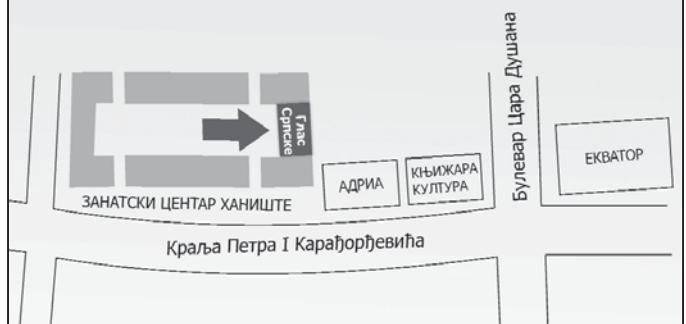 Глас
Српске
ЗАНАТСКИ ЦЕНТАР ХАНИШТЕ
АДРИА
КЊИЖАРА
КУЛТУРА
Булевар Цара Душана
ЕКВАТОР
Краља Петра I Карађорђевића